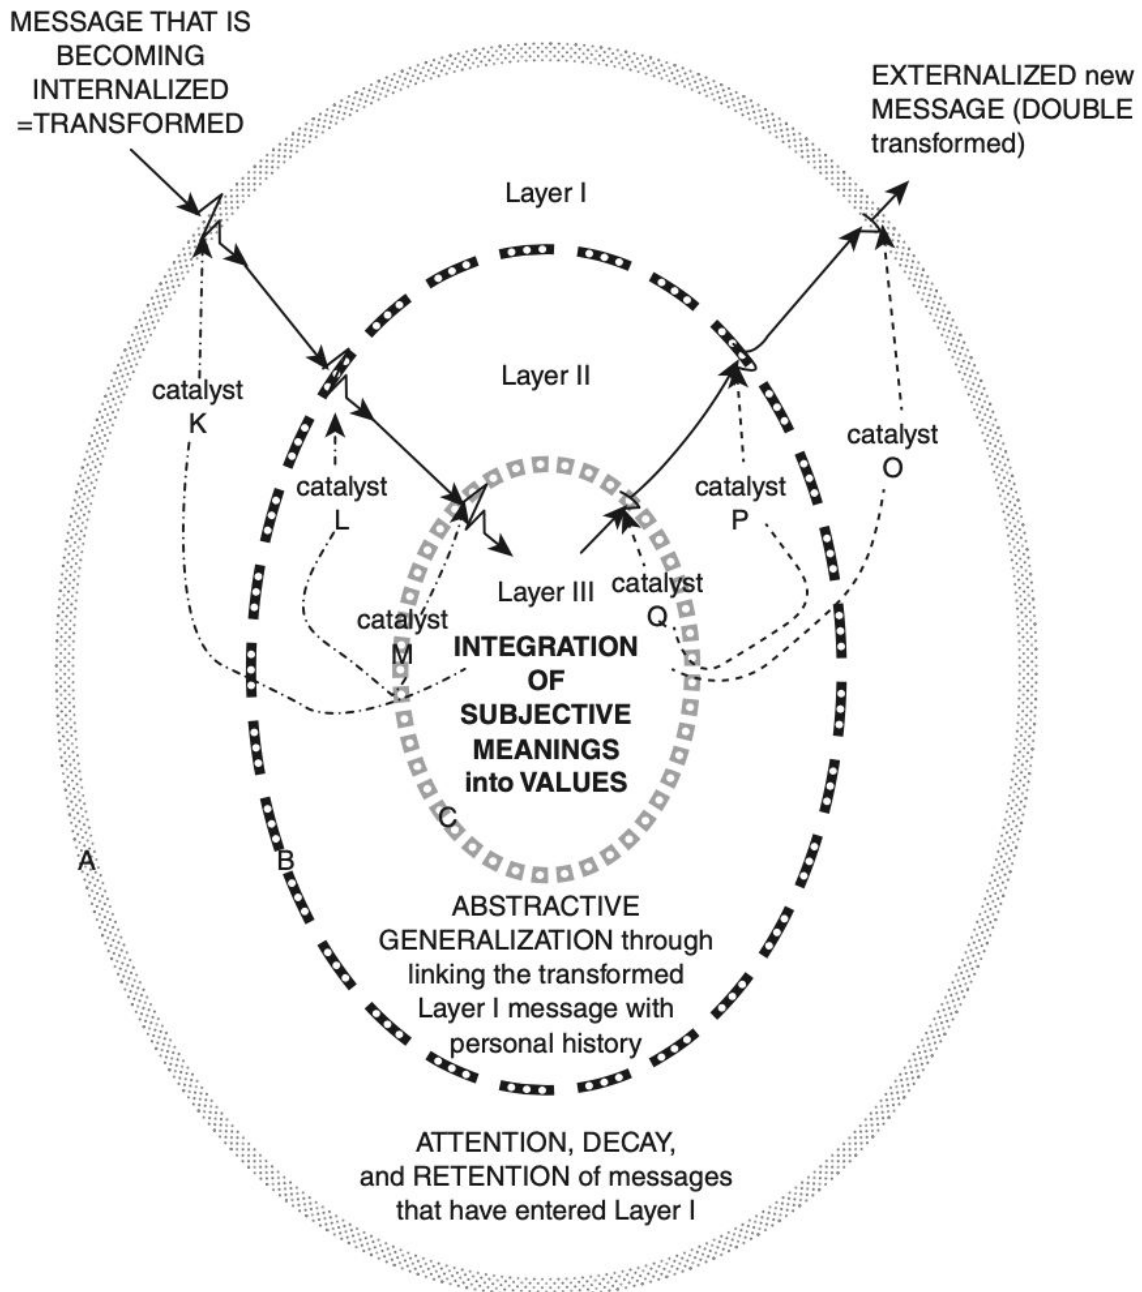 MESSAGE THAT IS
BECOMING
INTERNALIZED
=TRANSFORMED
EXTERNALIZED new
MESSAGE (DOUBLE
transformed)
Layer I
Layer II
catalyst
K
catalyst
O
catalyst
L
catalyst
P
Layer III
catalyst
Q
catalyst
M
INTEGRATION
OF
SUBJECTIVE
MEANINGS
into VALUES
C
A
B
ABSTRACTIVE
GENERALIZATION through
linking the transformed
Layer I message with
personal history
ATTENTION, DECAY,
and RETENTION of messages
that have entered Layer I